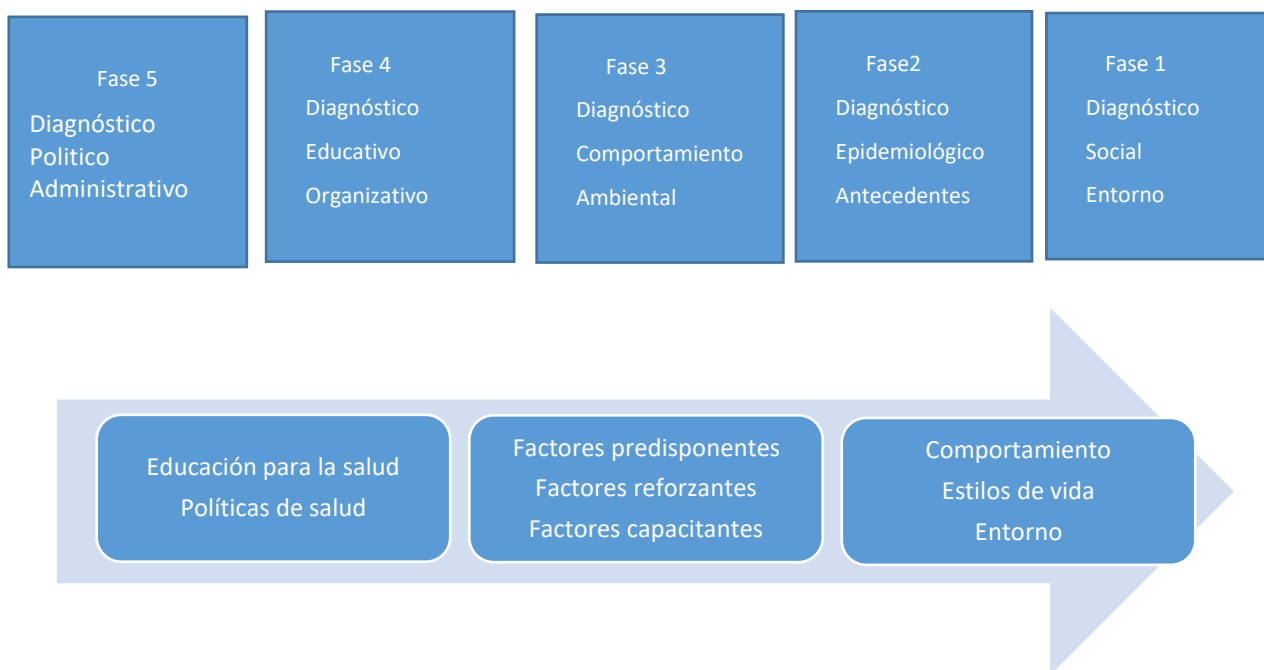 Fase 5
Diagnóstico
Politico
Administrativo
Fase 4
Diagnóstico
Educativo
Organizativo
Fase 3
Diagnóstico
Comportamiento
Ambiental
Fase2
Diagnóstico
Epidemiológico
Antecedentes
Fase 1
Diagnóstico
Social
Entorno
Educación para la salud
Políticas de salud
Factores predisponentes
Factores reforzantes
Factores capacitantes
Comportamiento
Estilos de vida
Entorno